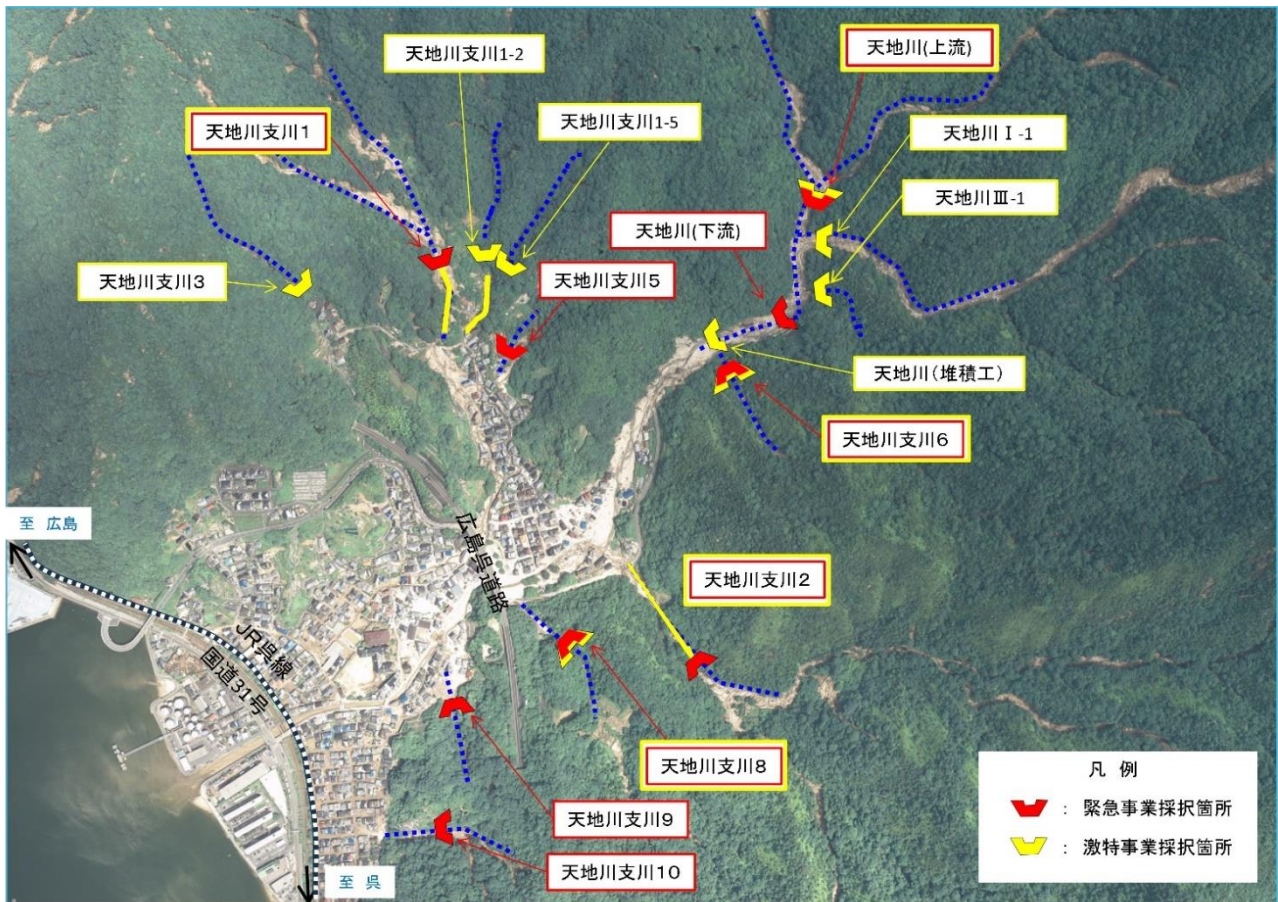 天地川支川1-2
天地川(上流)
天地川支川1
天地川支川1-5
天地川Ⅰ-1
天地川Ⅲ-1
天地川(下流)
天地川支川3
天地川支川5
天地川（堆積工）
天地川支川6
至 広島
広島呉道路
天地川支川2
JR呉線
国道31号
天地川支川8
天地川支川9
天地川支川10
至 呉
凡 例
： 緊急事業採択箇所
： 激特事業採択箇所